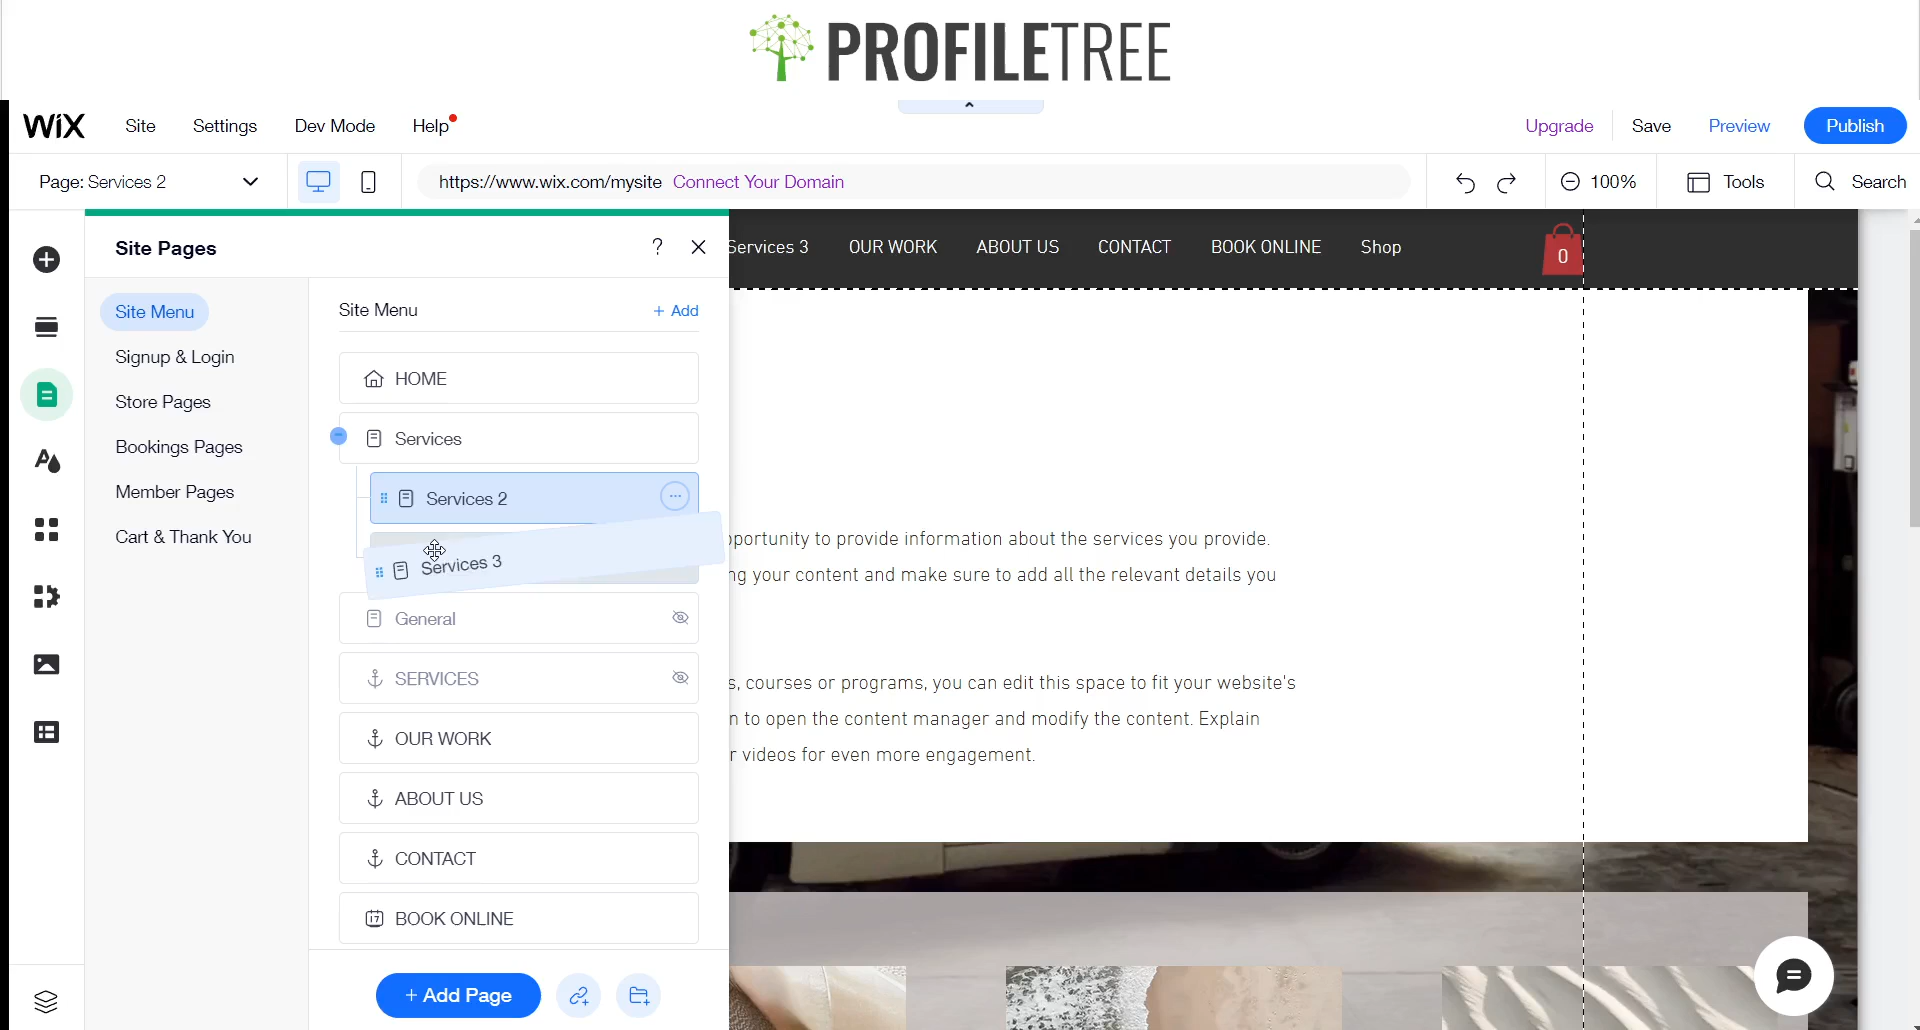 PROFILETREE
WiX Site Settings Dev Mode Help Upgrade Save Preview Publish
Page: Services 2 https://www.wix.com/mysite Connect Your Domain 100% Tools Search
Site Pages ?
Services 3 OUR WORK ABOUT US CONTACT BOOK ONLINE Shop 0
Site Menu
Signup & Login
Store Pages
Bookings Pages
Member Pages
Cart & Thank You
Site Menu + Add
HOME
Services
Services 2
Services 3
General
SERVICES
OUR WORK
ABOUT US
CONTACT
17 BOOK ONLINE
+ Add Page
portunity to provide information about the services you provide.
ng your content and make sure to add all the relevant details you
s, courses or programs, you can edit this space to fit your website's
n to open the content manager and modify the content. Explain
r videos for even more engagement.